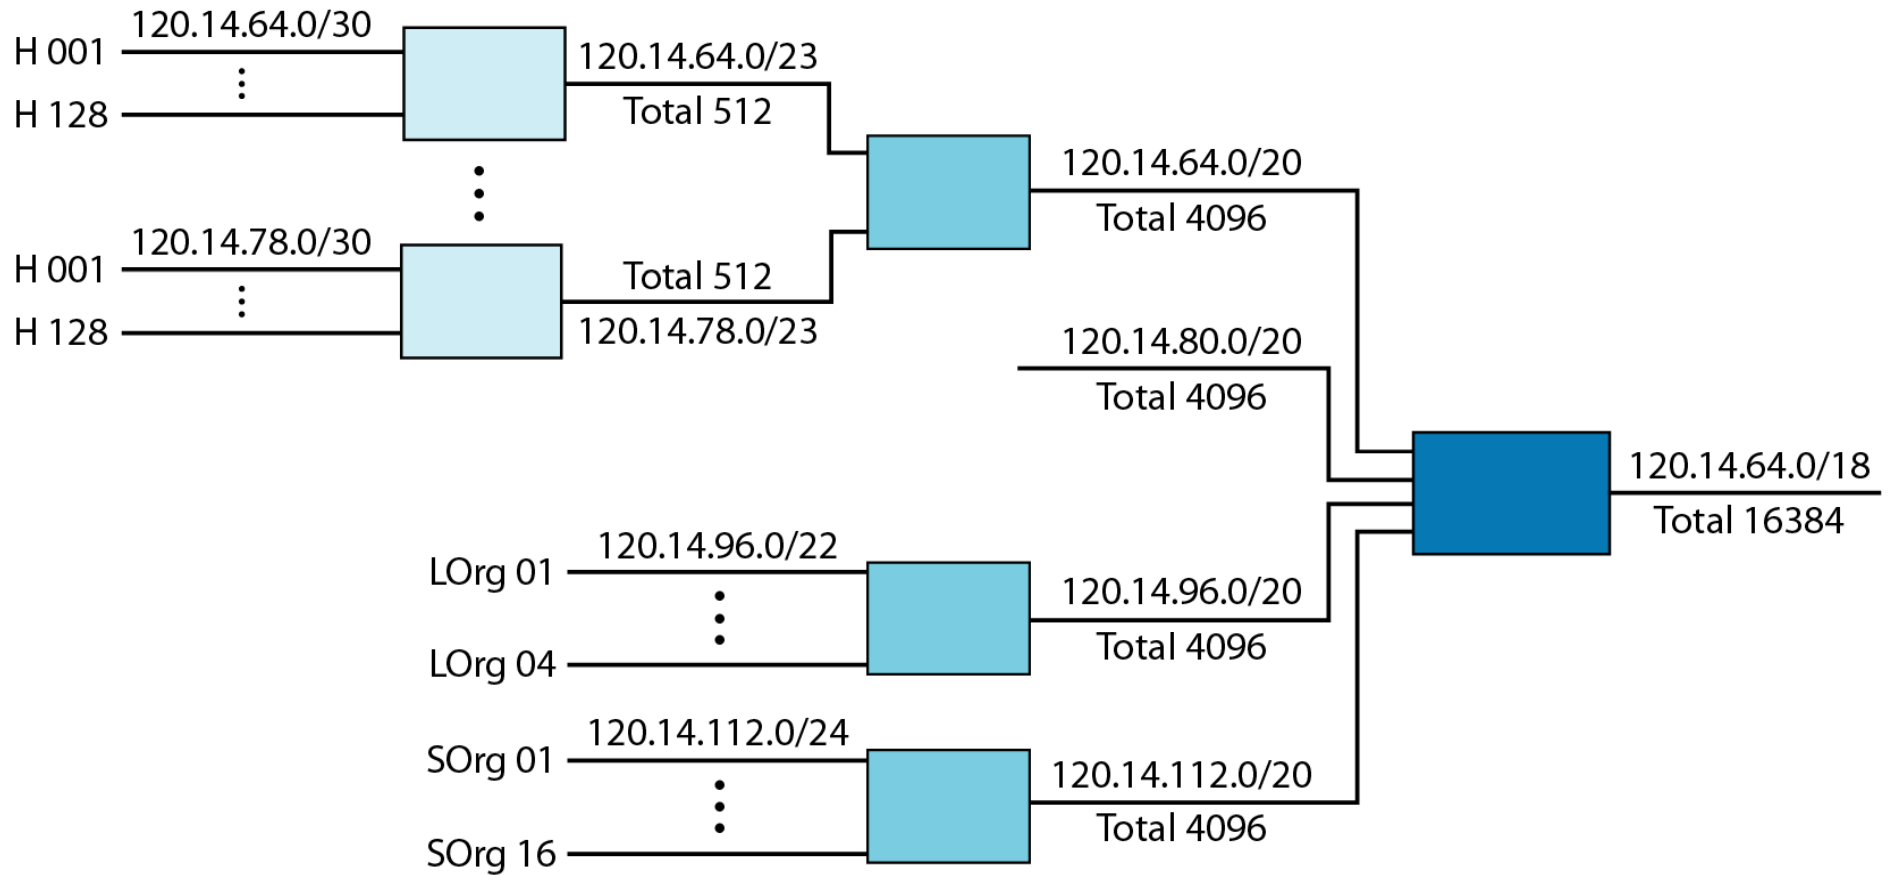 120.14.64.0/30
H 001
H 128
120.14.64.0/23
Total 512
120.14.78.0/30
H 001
H 128
Total 512
120.14.78.0/23
120.14.64.0/20
Total 4096
120.14.80.0/20
Total 4096
120.14.96.0/22
LOrg 01
LOrg 04
120.14.96.0/20
Total 4096
120.14.112.0/24
SOrg 01
SOrg 16
120.14.112.0/20
Total 4096
120.14.64.0/18
Total 16384